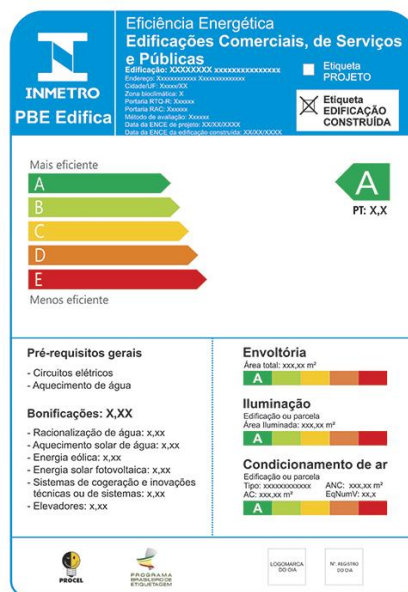 INMETRO
PBE Edifica
Eficiência Energética
Edificações Comerciais, de Serviços
e Públicas
Edificação: XXXXXXXX xxxxxxxxxxxxxxx
Endereço: Xxxxxxxxxxxx Xxxxxxxxxxxxx
Cidade/UF: Xxxxx/XX
Zona bioclimática: X
Portaria RTQ-R: Xxxxxx
Portaria RAC: Xxxxxx
Método de avaliação: Xxxxxx
Data da ENCE de projeto: XX/XX/XXXX
Data da ENCE da edificação construída: XX/XX/XXXX
Etiqueta
PROJETO
Etiqueta
EDIFICAÇÃO
CONSTRUÍDA
Mais eficiente
A
B
C
D
E
Menos eficiente
A
PT: X,X
Pré-requisitos gerais
- Circuitos elétricos
- Aquecimento de água
Bonificações: X,XX
- Racionalização de água: x,xx
- Aquecimento solar de água: x,xx
- Energia eólica: x,xx
- Energia solar fotovoltaica: x,xx
- Sistemas de cogeração e inovações
técnicas ou de sistemas: x,xx
- Elevadores: x,xx
Envoltória
Área total: xxx,xx m²
A
Iluminação
Edificação ou parcela
Área Iluminada: xxx,xx m²
A
Condicionamento de ar
Edificação ou parcela
Tipo: xxxxxxxxxxxx ANC: xxx,xx m²
AC: xxx,xx m² EqNumV: xx,x
A
PROCEL
PROGRAMA
BRASILEIRO DE
ETIQUETAGEM
LOGOMARCA
DO OIA
N°. REGISTRO
DO OIA